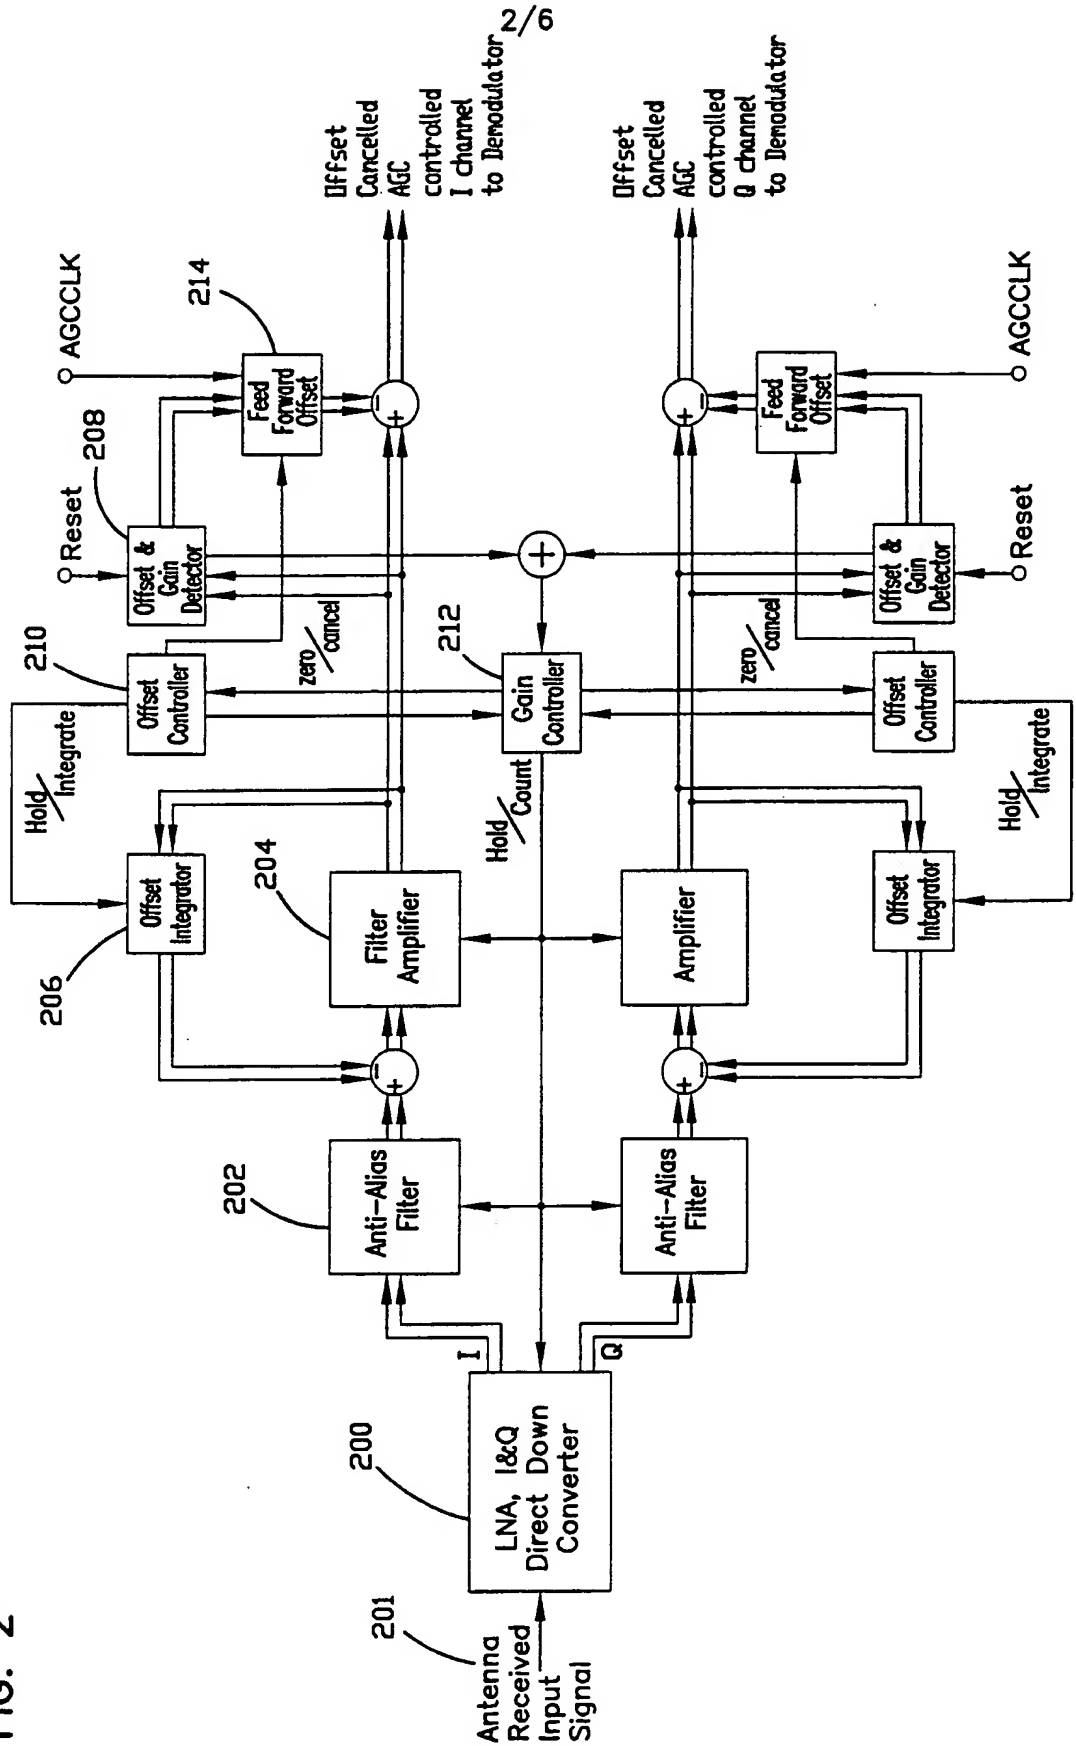 2/6
FIG. 2
Antenna
Received
Input
Signal
201
200
LNA, I&Q
Direct Down
Converter
I
Q
202
Anti-Alias
Filter
+
−
204
Filter
Amplifier
206
Offset
Integrator
Hold/
Integrate
210
Offset
Controller
zero/
cancel
Reset
208
Offset &
Gain
Detector
AGCCLK
214
Feed
Forward
Offset
−
+
Offset
Cancelled
AGC
controlled
I channel
to Demodulator
Hold/
Count
212
Gain
Controller
+
Anti-Alias
Filter
+
−
Amplifier
Offset
Integrator
Hold/
Integrate
Offset
Controller
zero/
cancel
Offset &
Gain
Detector
Reset
Feed
Forward
Offset
AGCCLK
+
−
Offset
Cancelled
AGC
controlled
Q channel
to Demodulator